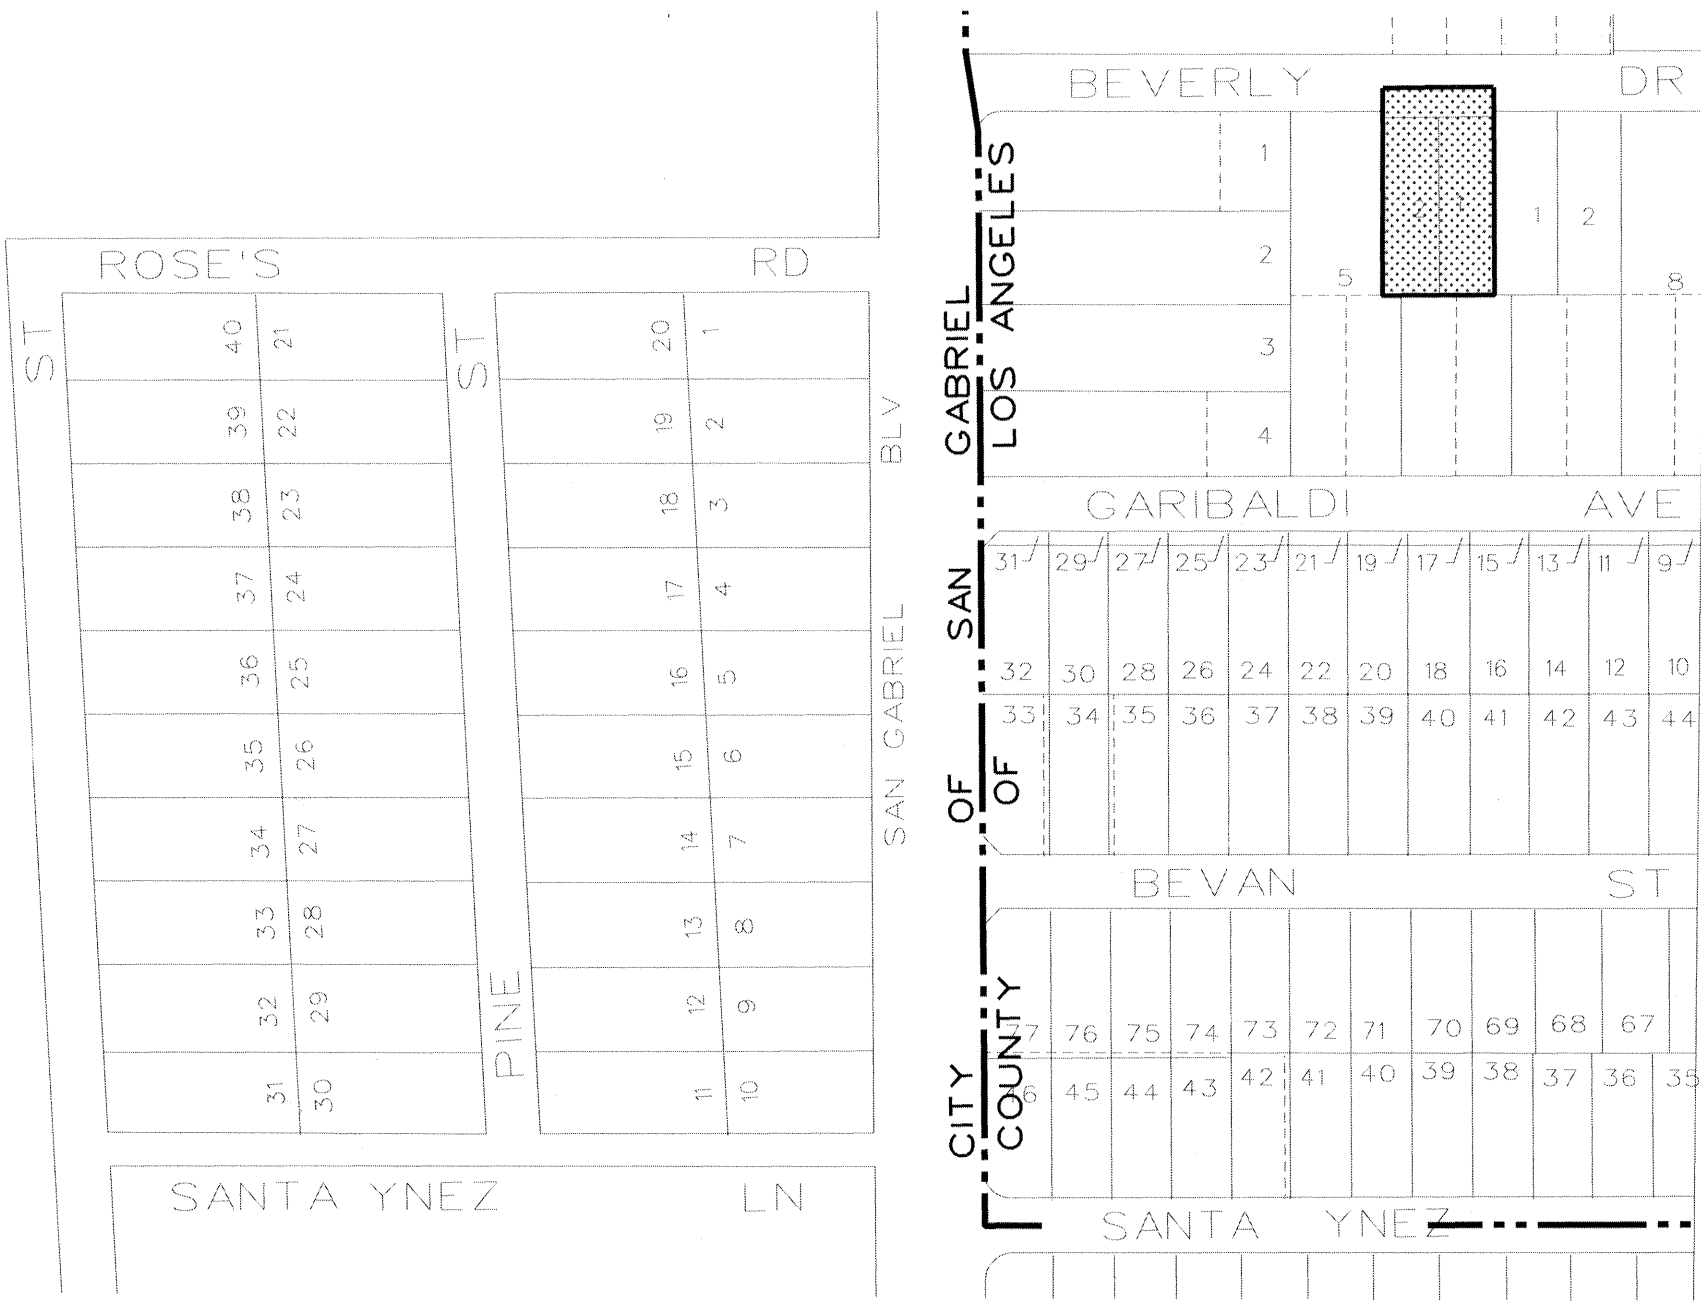 BEVERLY DR
ROSE'S RD
ST
ST
40 21
39 22
38 23
37 24
36 25
35 26
34 27
33 28
32 29
31 30
PINE
20 1
19 2
18 3
17 4
16 5
15 6
14 7
13 8
12 9
11 10
SAN GABRIEL BLV
SANTA YNEZ LN
CITY OF SAN GABRIEL
COUNTY OF LOS ANGELES
1
2
3
4
5
2 1
1 2
8
GARIBALDI AVE
31 29 27 25 23 21 19 17 15 13 11 9
32 30 28 26 24 22 20 18 16 14 12 10
33 34 35 36 37 38 39 40 41 42 43 44
BEVAN ST
77 76 75 74 73 72 71 70 69 68 67
46 45 44 43 42 41 40 39 38 37 36 35
SANTA YNEZ